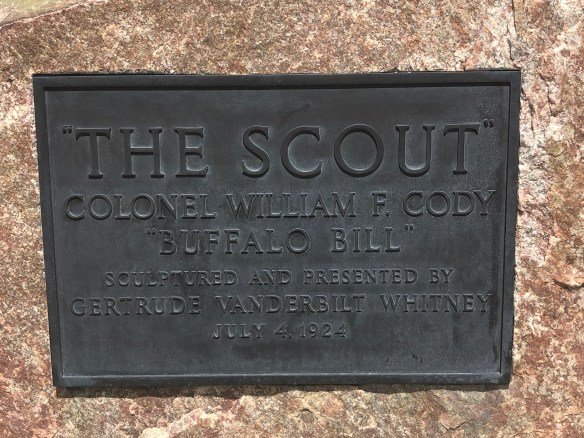 "THE SCOUT"
COLONEL WILLIAM F. CODY
"BUFFALO BILL"
SCULPTURED AND PRESENTED BY
GERTRUDE VANDERBILT WHITNEY
JULY 4, 1924